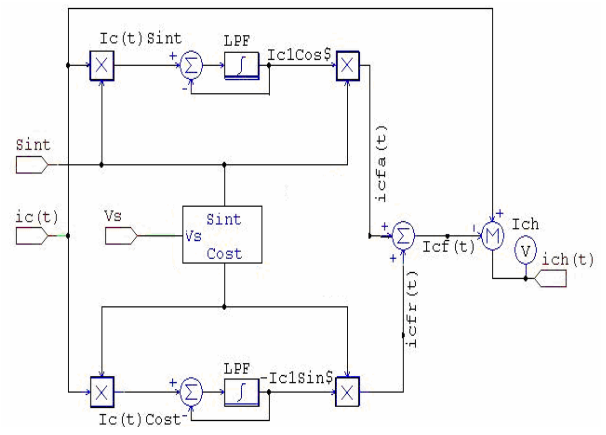 Ic(t)Sint
LPF
Ic1Cos$
X
Σ
∫
X
Sint
icfa(t)
ic(t)
Vs
Sint
Vs
Cost
Σ
Icf(t)
M
Ich
V
ich(t)
icfr(t)
LPF
-Ic1Sin$
X
Σ
∫
X
Ic(t)Cost